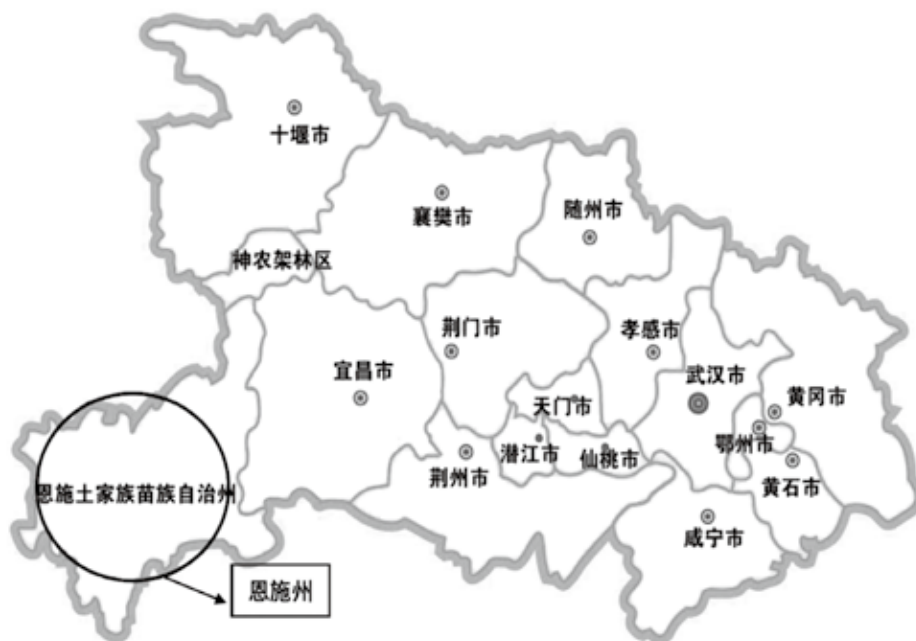 十堰市
襄樊市
随州市
神农架林区
荆门市
孝感市
宜昌市
武汉市
黄冈市
天门市
鄂州市
潜江市
仙桃市
荆州市
黄石市
恩施土家族苗族自治州
咸宁市
恩施州